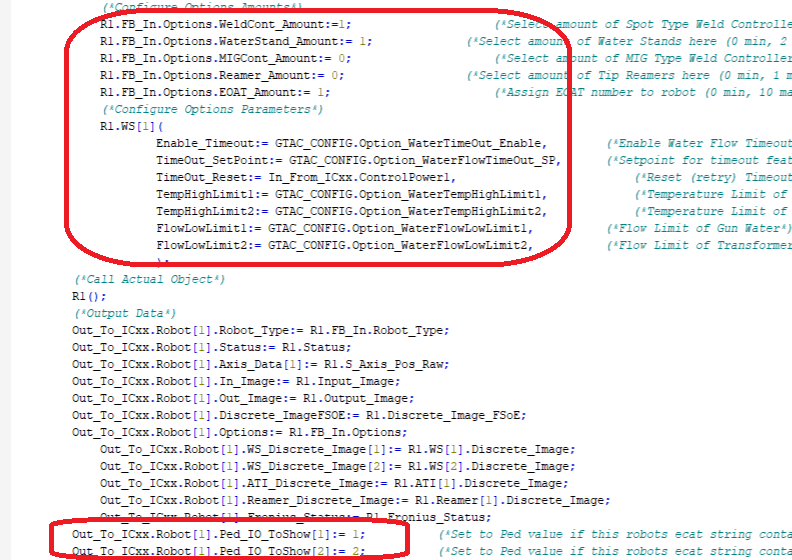 (*Configure Options Amounts*)
R1.FB_In.Options.WeldCont_Amount:=1; (*Select amount of Spot Type Weld Controlle
R1.FB_In.Options.WaterStand_Amount:= 1; (*Select amount of Water Stands here (0 min, 2
R1.FB_In.Options.MIGCont_Amount:= 0; (*Select amount of MIG Type Weld Controller
R1.FB_In.Options.Reamer_Amount:= 0; (*Select amount of Tip Reamers here (0 min, 1 m
R1.FB_In.Options.EOAT_Amount:= 1; (*Assign EOAT number to robot (0 min, 10 ma
(*Configure Options Parameters*)
R1.WS[1](
Enable_Timeout:= GTAC_CONFIG.Option_WaterTimeOut_Enable, (*Enable Water Flow Timeout
TimeOut_SetPoint:= GTAC_CONFIG.Option_WaterFlowTimeOut_SP, (*Setpoint for timeout feat
TimeOut_Reset:= In_From_ICxx.ControlPower1, (*Reset (retry) Timeout
TempHighLimit1:= GTAC_CONFIG.Option_WaterTempHighLimit1, (*Temperature Limit of
TempHighLimit2:= GTAC_CONFIG.Option_WaterTempHighLimit2, (*Temperature Limit of
FlowLowLimit1:= GTAC_CONFIG.Option_WaterFlowLowLimit1, (*Flow Limit of Gun Water*)
FlowLowLimit2:= GTAC_CONFIG.Option_WaterFlowLowLimit2, (*Flow Limit of Transformer
);
(*Call Actual Object*)
R1();
(*Output Data*)
Out_To_ICxx.Robot[1].Robot_Type:= R1.FB_In.Robot_Type;
Out_To_ICxx.Robot[1].Status:= R1.Status;
Out_To_ICxx.Robot[1].Axis_Data[1]:= R1.S_Axis_Pos_Raw;
Out_To_ICxx.Robot[1].In_Image:= R1.Input_Image;
Out_To_ICxx.Robot[1].Out_Image:= R1.Output_Image;
Out_To_ICxx.Robot[1].Discrete_ImageFSOE:= R1.Discrete_Image_FSoE;
Out_To_ICxx.Robot[1].Options:= R1.FB_In.Options;
Out_To_ICxx.Robot[1].WS_Discrete_Image[1]:= R1.WS[1].Discrete_Image;
Out_To_ICxx.Robot[1].WS_Discrete_Image[2]:= R1.WS[2].Discrete_Image;
Out_To_ICxx.Robot[1].ATI_Discrete_Image:= R1.ATI[1].Discrete_Image;
Out_To_ICxx.Robot[1].Reamer_Discrete_Image:= R1.Reamer[1].Discrete_Image;
Out_To_ICxx.Robot[1].Fronius_Status:= R1.Fronius_Status;
Out_To_ICxx.Robot[1].Ped_IO_ToShow[1]:= 1; (*Set to Ped value if this robots ecat string conta
Out_To_ICxx.Robot[1].Ped_IO_ToShow[2]:= 2; (*Set to Ped value if this robots ecat string conta